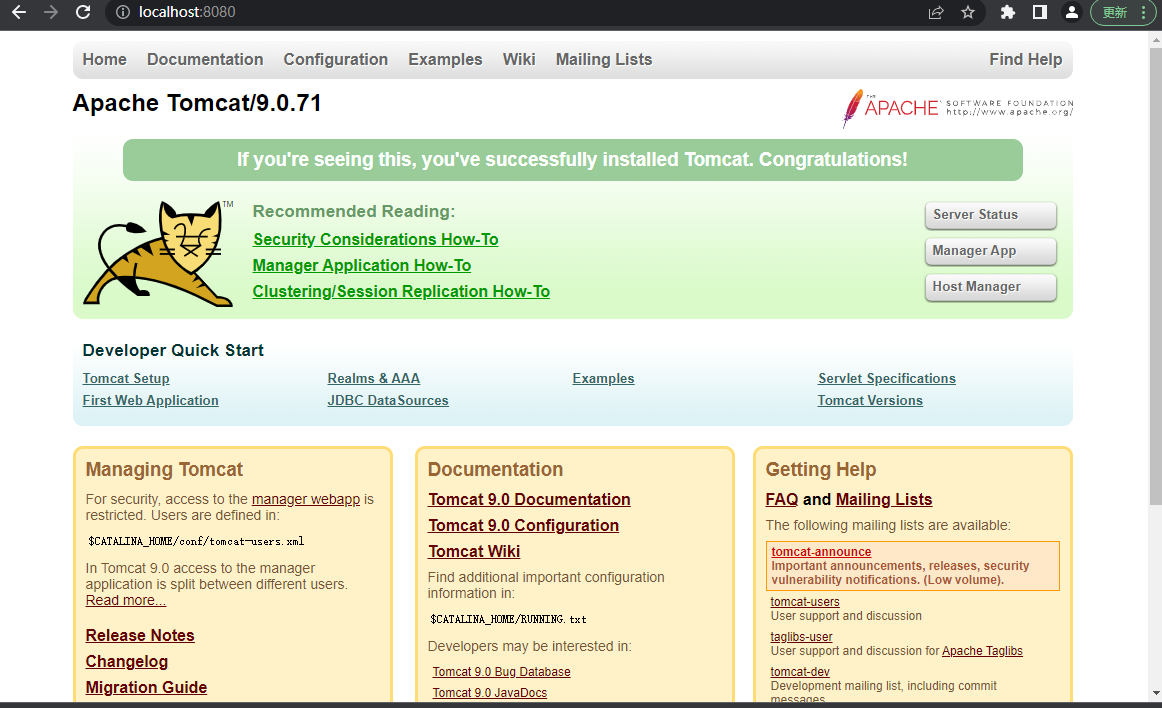 localhost:8080
更新
Home Documentation Configuration Examples Wiki Mailing Lists Find Help
Apache Tomcat/9.0.71
THE APACHE SOFTWARE FOUNDATION
http://www.apache.org/
If you're seeing this, you've successfully installed Tomcat. Congratulations!
TM
Recommended Reading:
Security Considerations How-To
Manager Application How-To
Clustering/Session Replication How-To
Server Status
Manager App
Host Manager
Developer Quick Start
Tomcat Setup
First Web Application
Realms & AAA
JDBC DataSources
Examples
Servlet Specifications
Tomcat Versions
Managing Tomcat
For security, access to the manager webapp is
restricted. Users are defined in:
$CATALINA_HOME/conf/tomcat-users.xml
In Tomcat 9.0 access to the manager
application is split between different users.
Read more...
Release Notes
Changelog
Migration Guide
Documentation
Tomcat 9.0 Documentation
Tomcat 9.0 Configuration
Tomcat Wiki
Find additional important configuration
information in:
$CATALINA_HOME/RUNNING.txt
Developers may be interested in:
Tomcat 9.0 Bug Database
Tomcat 9.0 JavaDocs
Getting Help
FAQ and Mailing Lists
The following mailing lists are available:
tomcat-announce
Important announcements, releases, security
vulnerability notifications. (Low volume).
tomcat-users
User support and discussion
taglibs-user
User support and discussion for Apache Taglibs
tomcat-dev
Development mailing list, including commit
messages